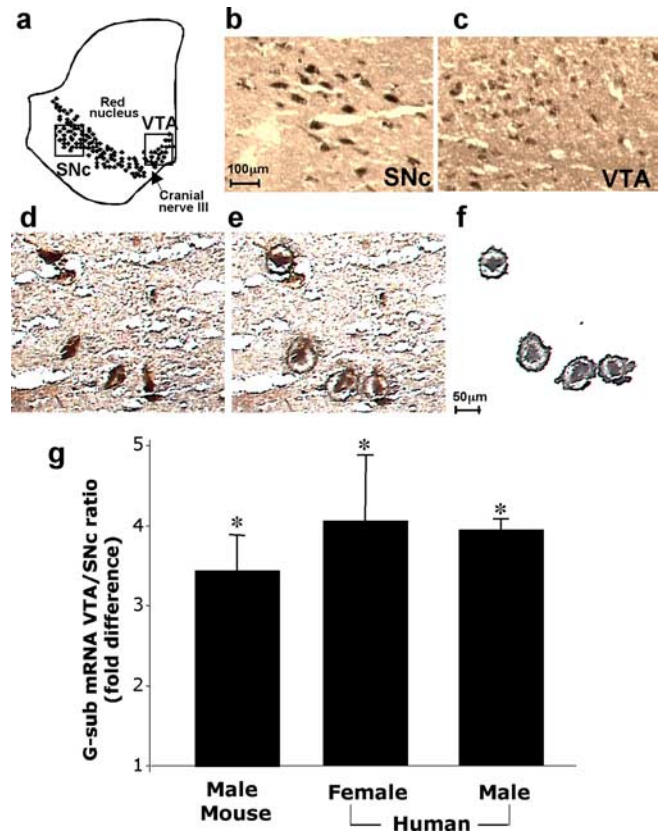 a
Red
nucleus
VTA
SNc
Cranial
nerve III
b
SNc
100µm
c
VTA
d
e
f
50µm
g
G-sub mRNA VTA/SNc ratio
(fold difference)
5
4
3
2
1
*
*
*
Male
Mouse
Female
Male
Human